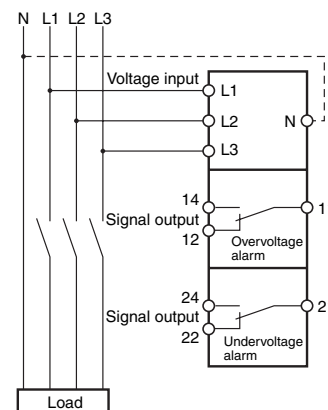 N L1 L2 L3
Voltage input
L1
L2
N
L3
14
1
Signal output
12
Overvoltage
alarm
24
2
Signal output
22
Undervoltage
alarm
Load